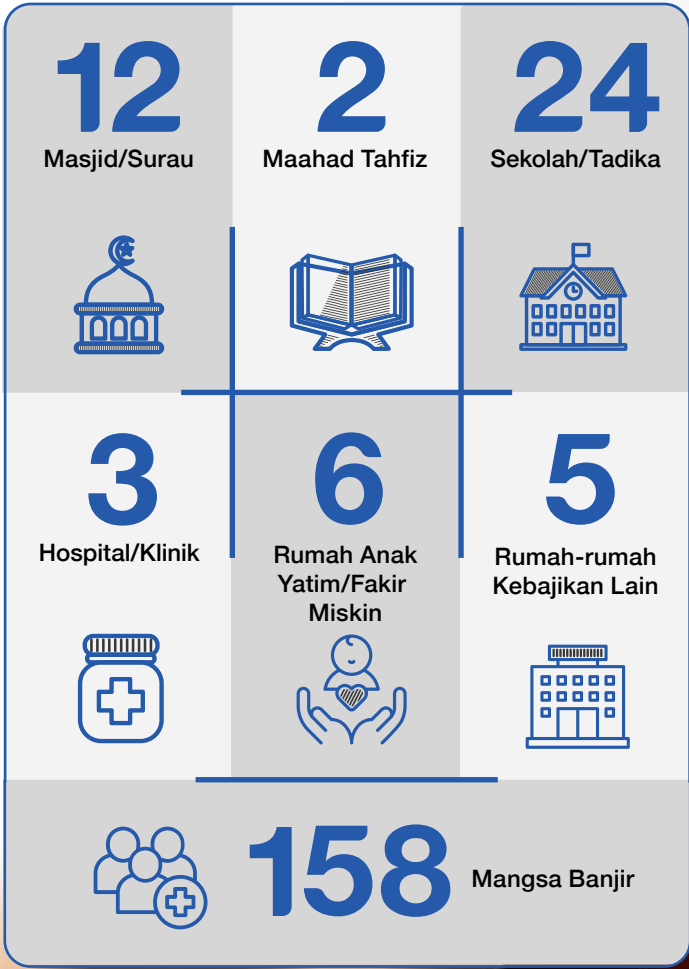 12
Masjid/Surau
2
Maahad Tahfiz
24
Sekolah/Tadika
3
Hospital/Klinik
6
Rumah Anak
Yatim/Fakir
Miskin
5
Rumah-rumah
Kebajikan Lain
158
Mangsa Banjir